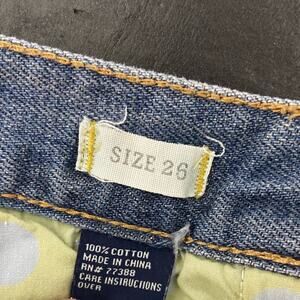 SIZE 26
100% COTTON
MADE IN CHINA
RN# 77388
CARE INSTRUCTIONS
OVER